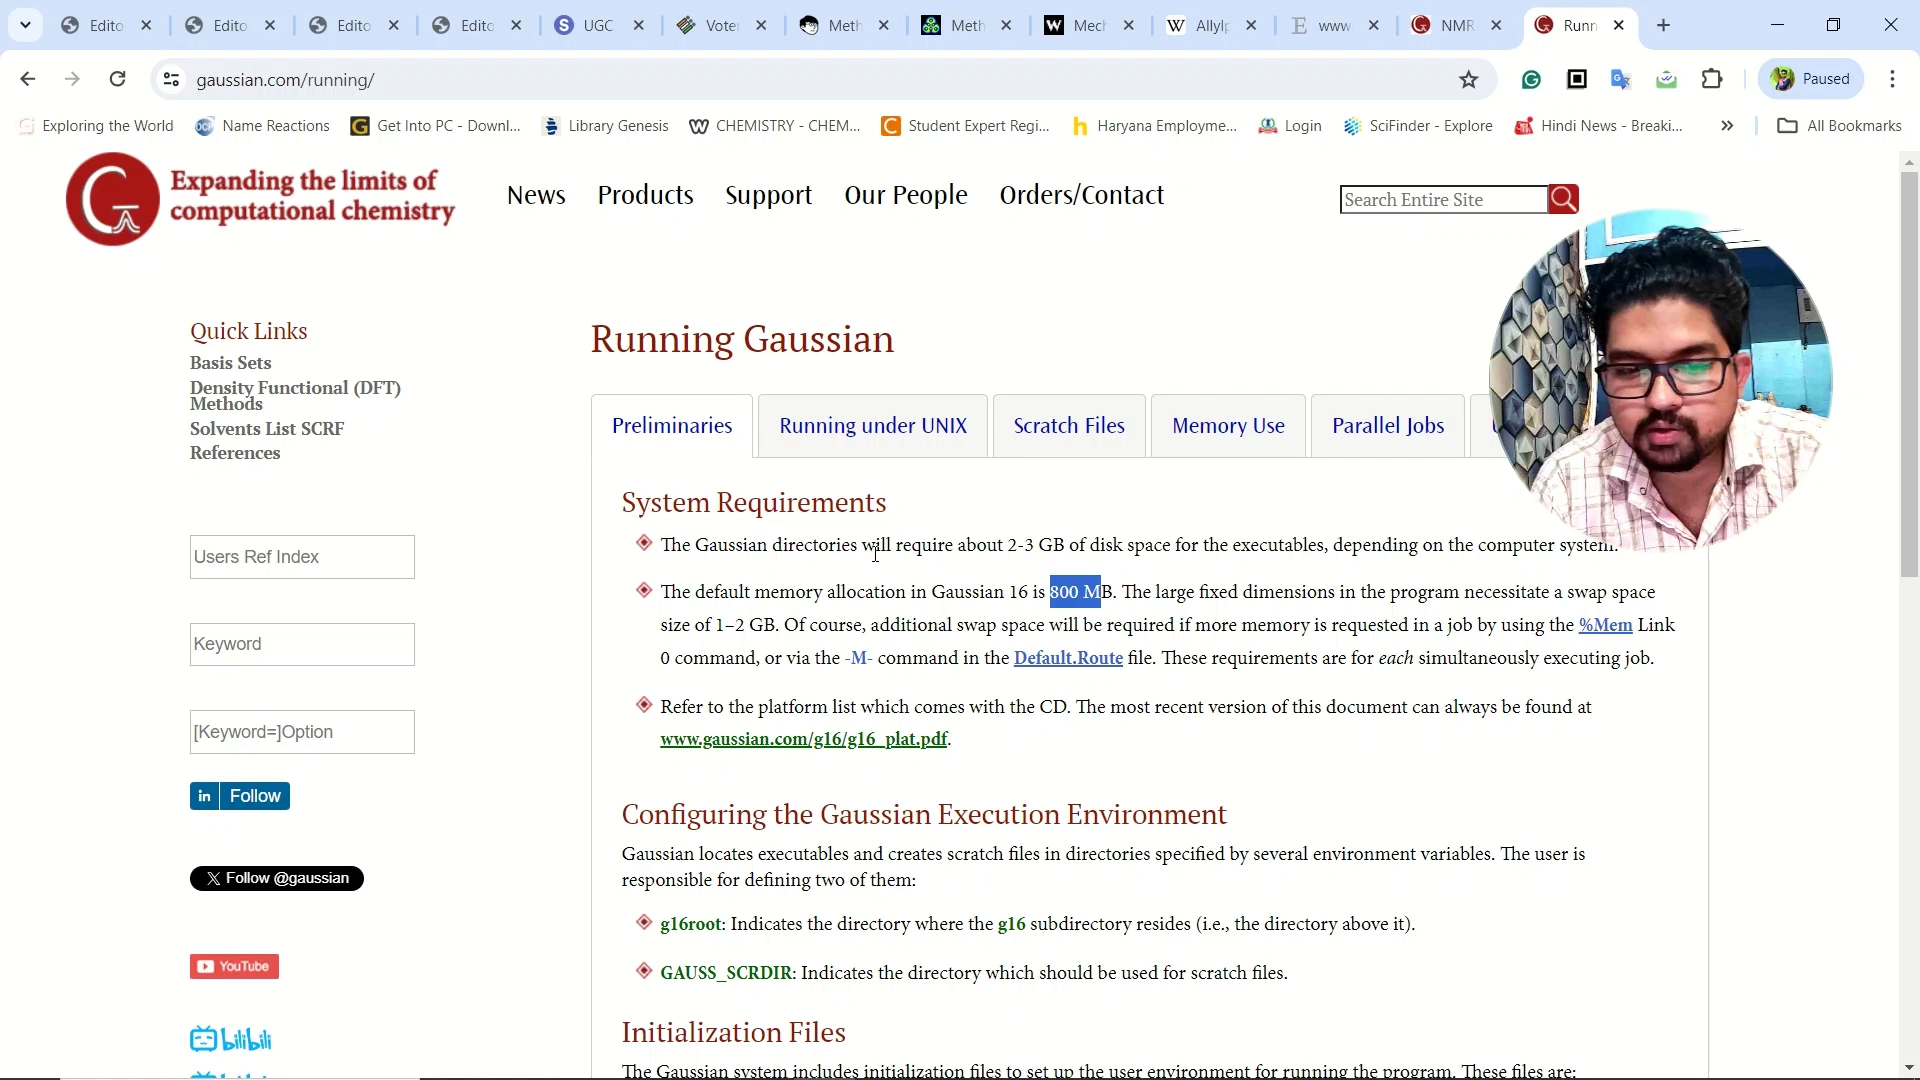 Edito
Edito
Edito
Edito
UGC
Voter
Meth
Meth
Mech
Allylp
www.
NMR
Runn
gaussian.com/running/
Paused
Exploring the World
Name Reactions
Get Into PC - Downl...
Library Genesis
CHEMISTRY - CHEM...
Student Expert Regi...
Haryana Employme...
Login
SciFinder - Explore
Hindi News - Breaki...
All Bookmarks
Expanding the limits of
computational chemistry
News
Products
Support
Our People
Orders/Contact
Search Entire Site
Quick Links
Basis Sets
Density Functional (DFT)
Methods
Solvents List SCRF
References
Users Ref Index
Keyword
[Keyword=]Option
in Follow
Follow @gaussian
YouTube
bilibili
Running Gaussian
Preliminaries
Running under UNIX
Scratch Files
Memory Use
Parallel Jobs
System Requirements
The Gaussian directories will require about 2-3 GB of disk space for the executables, depending on the computer system.
The default memory allocation in Gaussian 16 is 800 MB. The large fixed dimensions in the program necessitate a swap space
size of 1–2 GB. Of course, additional swap space will be required if more memory is requested in a job by using the %Mem Link
0 command, or via the -M- command in the Default.Route file. These requirements are for each simultaneously executing job.
Refer to the platform list which comes with the CD. The most recent version of this document can always be found at
www.gaussian.com/g16/g16_plat.pdf.
Configuring the Gaussian Execution Environment
Gaussian locates executables and creates scratch files in directories specified by several environment variables. The user is
responsible for defining two of them:
g16root: Indicates the directory where the g16 subdirectory resides (i.e., the directory above it).
GAUSS_SCRDIR: Indicates the directory which should be used for scratch files.
Initialization Files
The Gaussian system includes initialization files to set up the user environment for running the program. These files are: